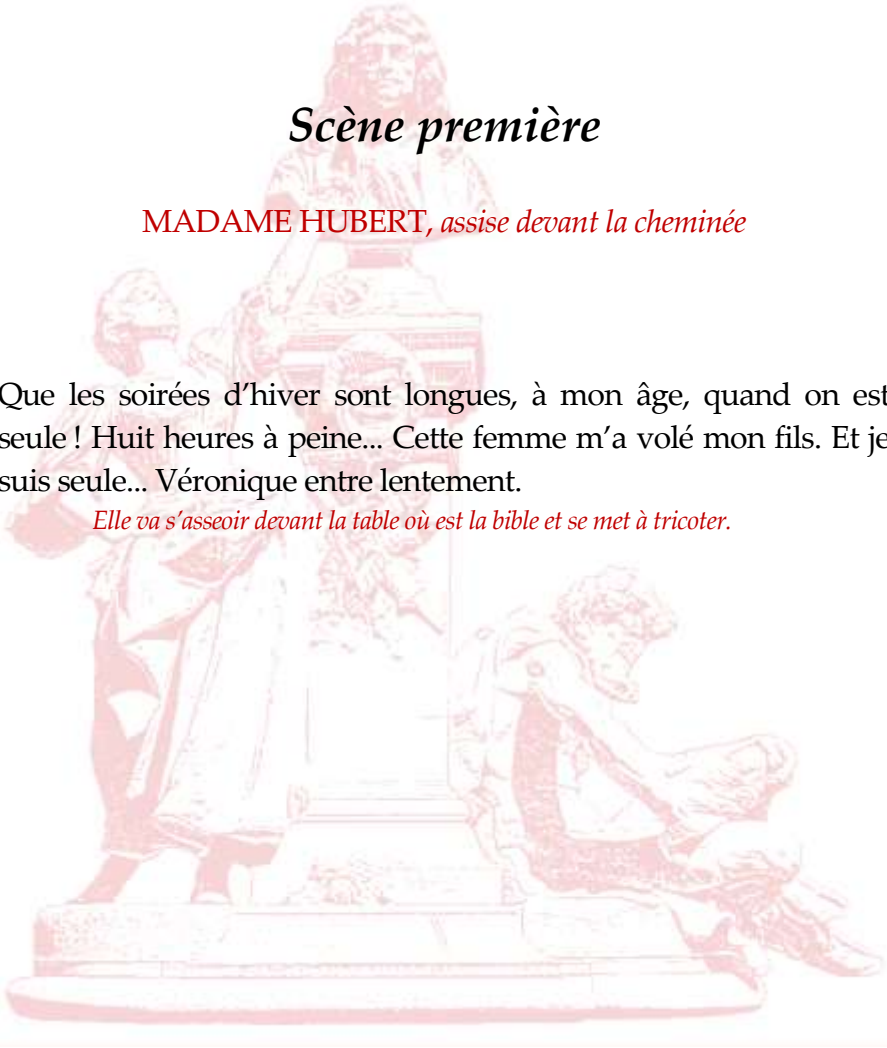 Scène première
MADAME HUBERT, assise devant la cheminée
Que les soirées d’hiver sont longues, à mon âge, quand on est
seule ! Huit heures à peine... Cette femme m’a volé mon fils. Et je
suis seule... Véronique entre lentement.
Elle va s’asseoir devant la table où est la bible et se met à tricoter.